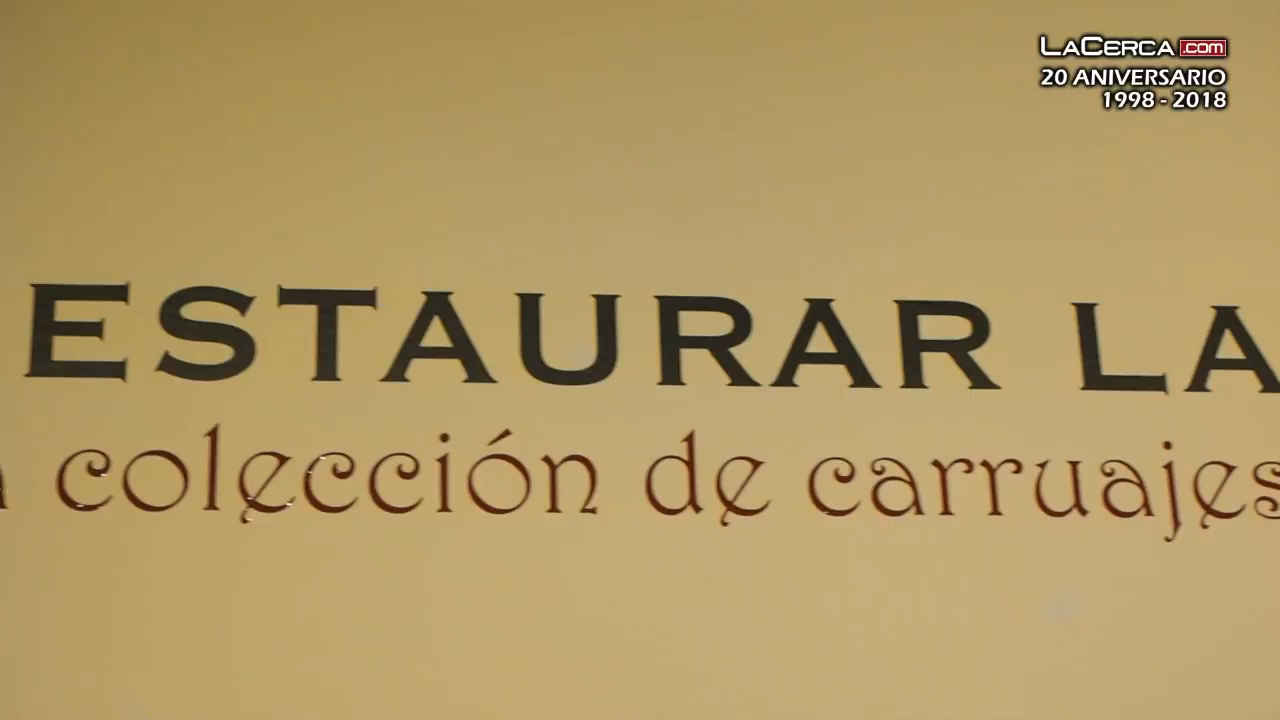 LACERCA.COM
20 ANIVERSARIO
1998 - 2018
ESTAURAR LA
colección de carruajes